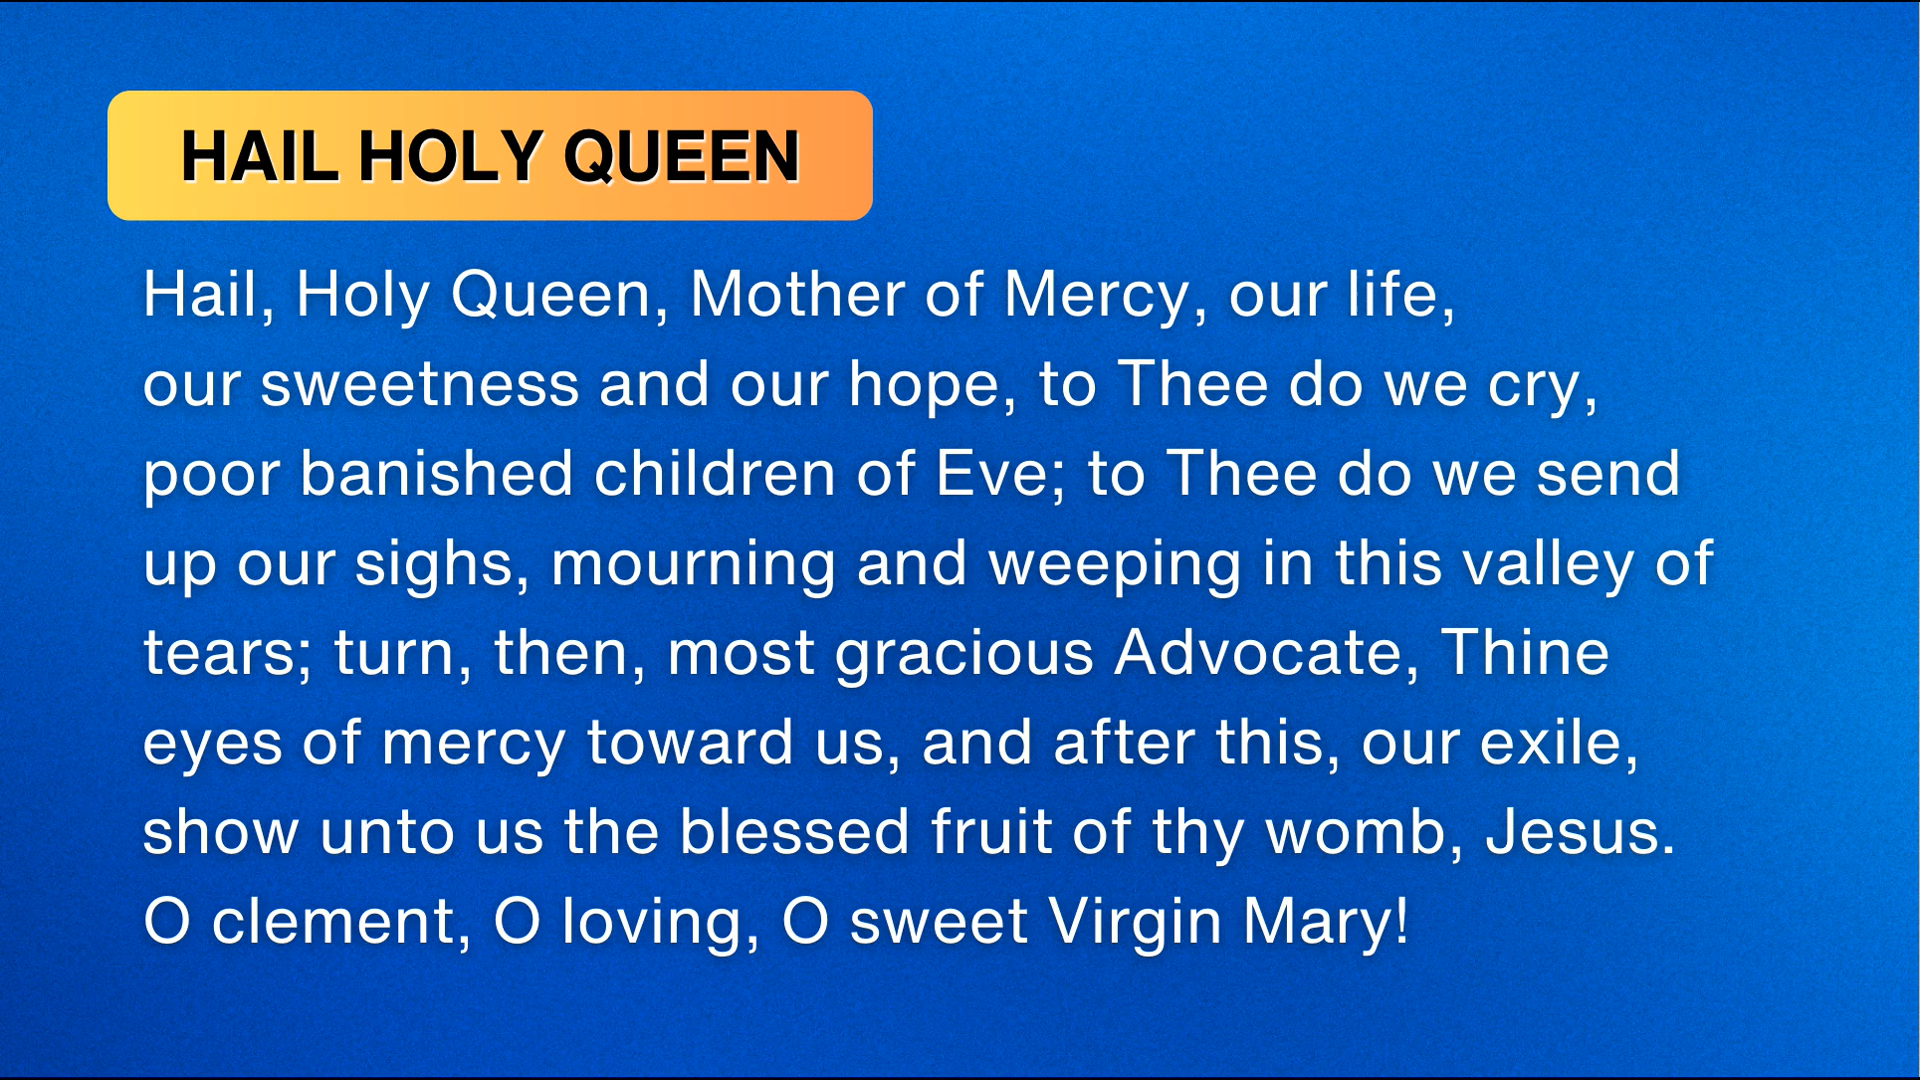 HAIL HOLY QUEEN
Hail, Holy Queen, Mother of Mercy, our life,
our sweetness and our hope, to Thee do we cry,
poor banished children of Eve; to Thee do we send
up our sighs, mourning and weeping in this valley of
tears; turn, then, most gracious Advocate, Thine
eyes of mercy toward us, and after this, our exile,
show unto us the blessed fruit of thy womb, Jesus.
O clement, O loving, O sweet Virgin Mary!